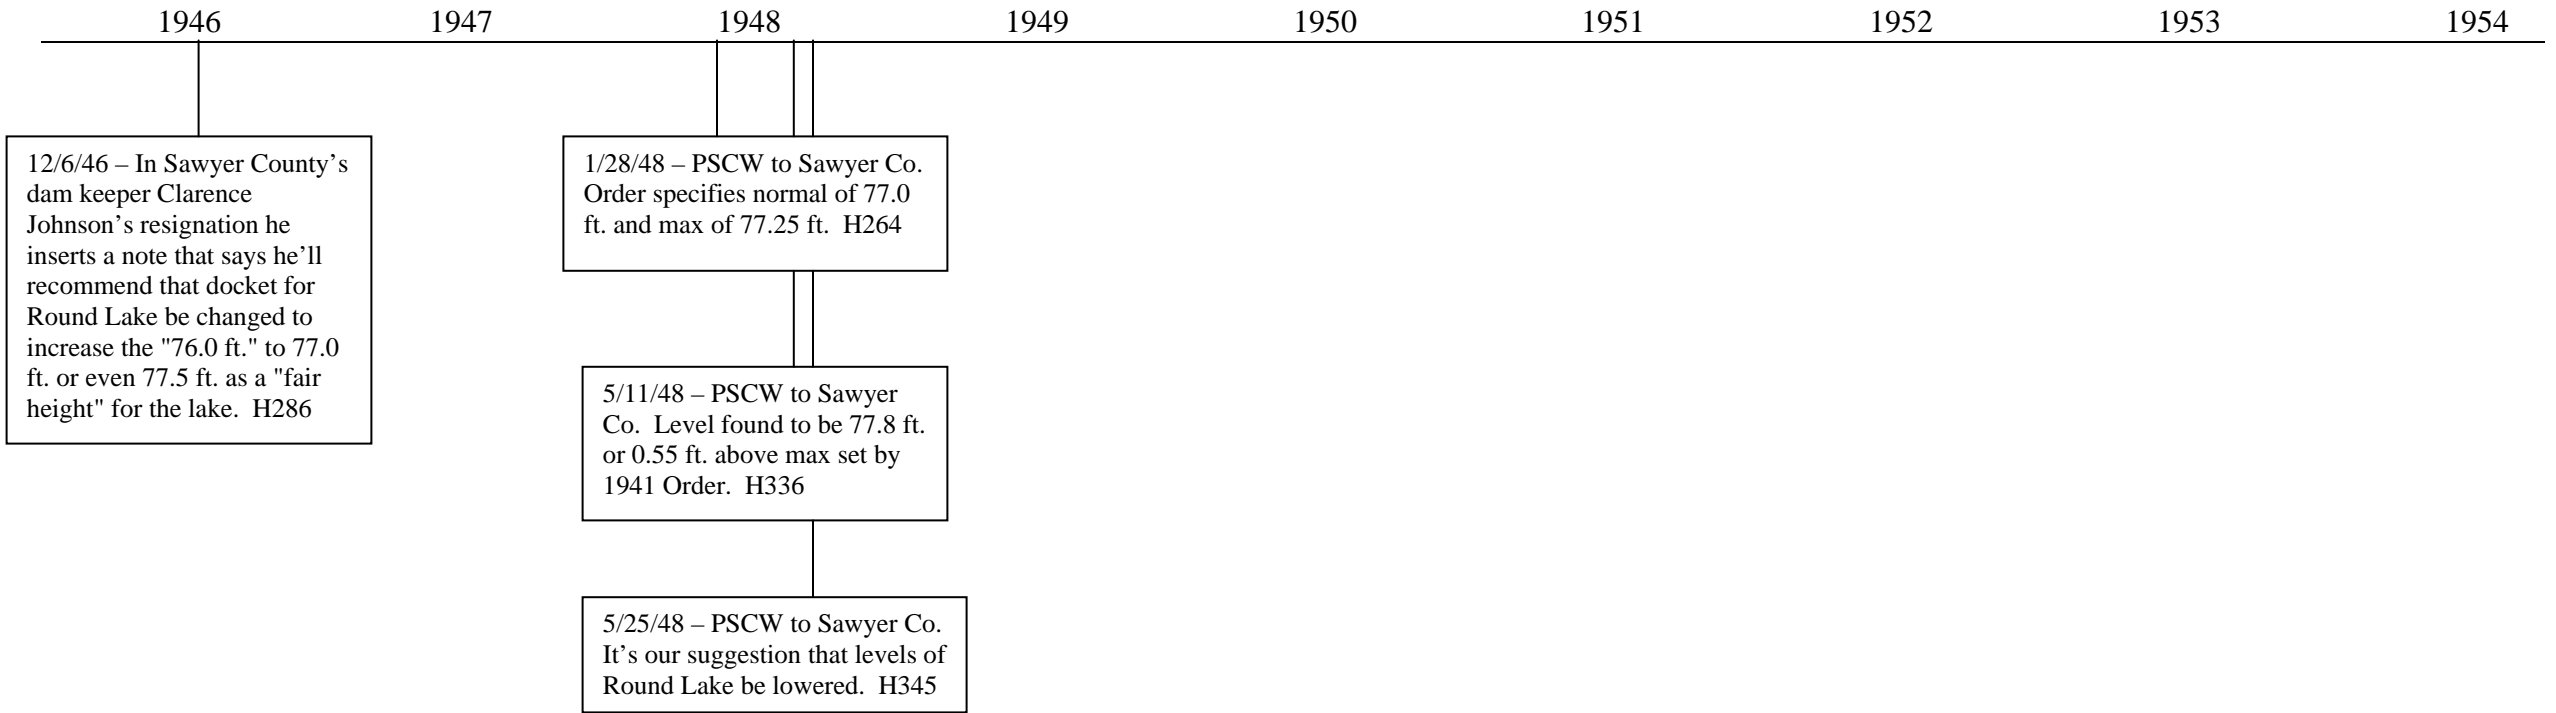 1946 1947 1948 1949 1950 1951 1952 1953 1954
12/6/46 – In Sawyer County’s
dam keeper Clarence
Johnson’s resignation he
inserts a note that says he’ll
recommend that docket for
Round Lake be changed to
increase the "76.0 ft." to 77.0
ft. or even 77.5 ft. as a "fair
height" for the lake.  H286
1/28/48 – PSCW to Sawyer Co.
Order specifies normal of 77.0
ft. and max of 77.25 ft.  H264
5/11/48 – PSCW to Sawyer
Co.  Level found to be 77.8 ft.
or 0.55 ft. above max set by
1941 Order.  H336
5/25/48 – PSCW to Sawyer Co.
It’s our suggestion that levels of
Round Lake be lowered.  H345